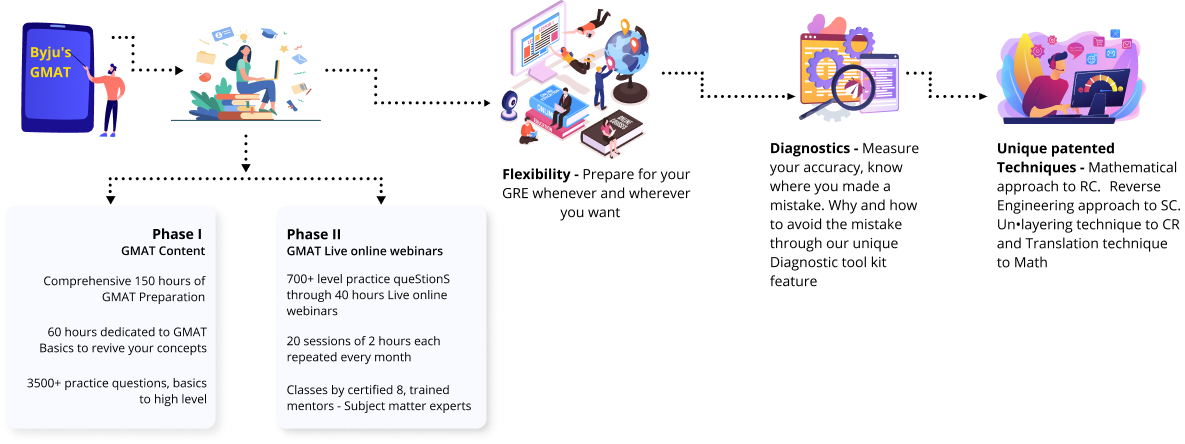 Byju's
GMAT
Flexibility - Prepare for your
GRE whenever and wherever
you want
Diagnostics - Measure
your accuracy, know
where you made a
mistake. Why and how
to avoid the mistake
through our unique
Diagnostic tool kit
feature
Unique patented
Techniques - Mathematical
approach to RC.  Reverse
Engineering approach to SC.
Un•layering technique to CR
and Translation technique
to Math
Phase I
GMAT Content
Comprehensive 150 hours of
GMAT Preparation
60 hours dedicated to GMAT
Basics to revive your concepts
3500+ practice questions, basics
to high level
Phase II
GMAT Live online webinars
700+ level practice queStionS
through 40 hours Live online
webinars
20 sessions of 2 hours each
repeated every month
Classes by certified 8, trained
mentors - Subject matter experts